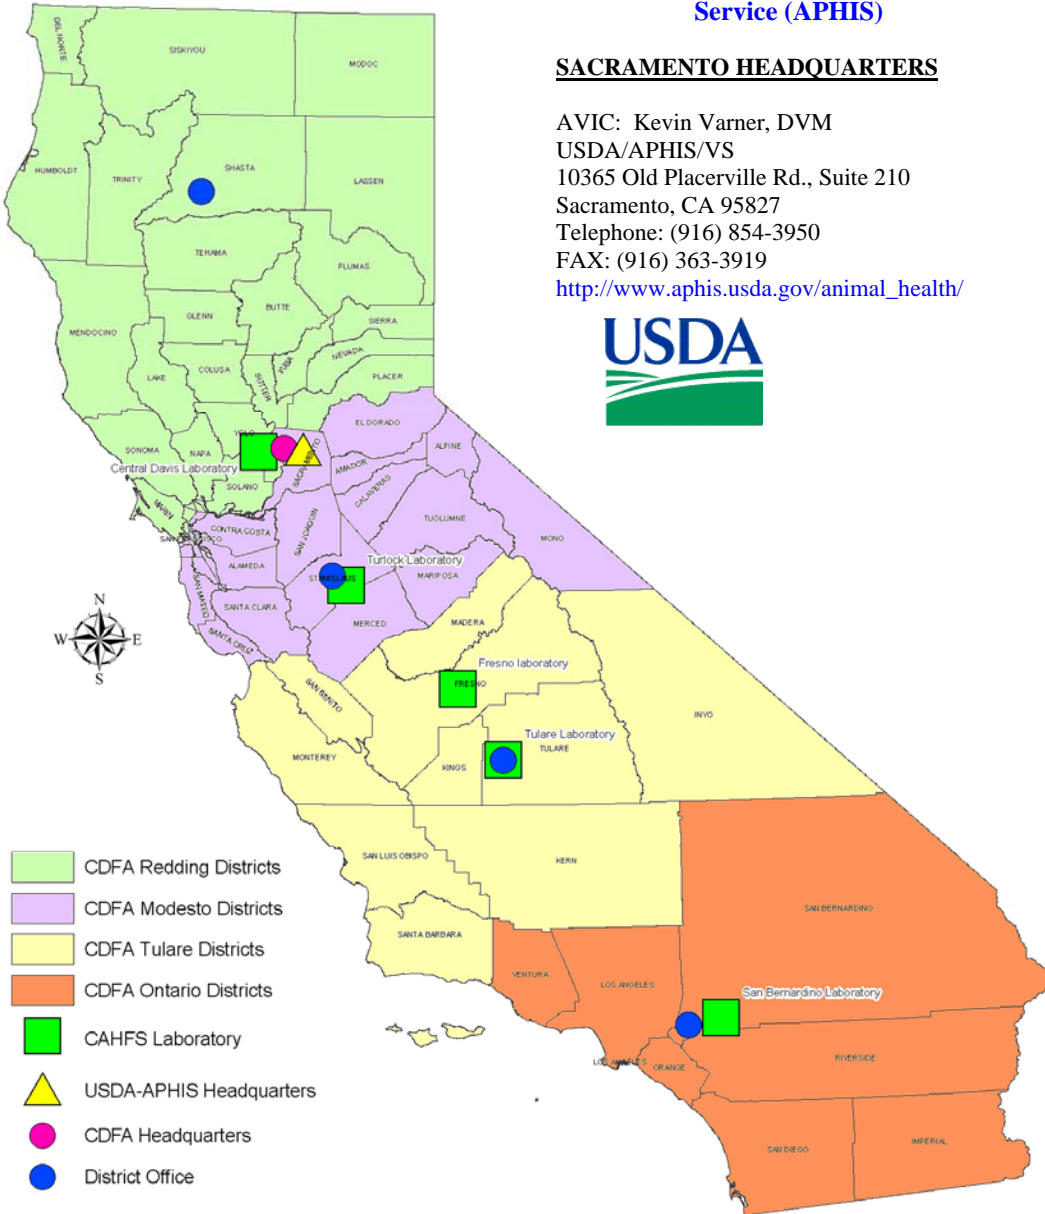 Service (APHIS)
SACRAMENTO HEADQUARTERS
AVIC: Kevin Varner, DVM
USDA/APHIS/VS
10365 Old Placerville Rd., Suite 210
Sacramento, CA 95827
Telephone: (916) 854-3950
FAX: (916) 363-3919
http://www.aphis.usda.gov/animal_health/
USDA
DEL NORTE
SISKIYOU
MODOC
HUMBOLDT
TRINITY
SHASTA
LASSEN
TEHAMA
PLUMAS
MENDOCINO
GLENN
BUTTE
SIERRA
LAKE
COLUSA
SUTTER
YUBA
NEVADA
PLACER
SONOMA
NAPA
YOLO
SACRAMENTO
EL DORADO
ALPINE
Central Davis Laboratory
SOLANO
AMADOR
CALAVERAS
MARIN
SAN FRANCISCO
CONTRA COSTA
SAN JOAQUIN
TUOLUMNE
MONO
ALAMEDA
Turlock Laboratory
STANISLAUS
MARIPOSA
SAN MATEO
SANTA CLARA
MERCED
SANTA CRUZ
MADERA
N
W
E
S
Fresno laboratory
FRESNO
SAN BENITO
INYO
MONTEREY
Tulare Laboratory
TULARE
KINGS
SAN LUIS OBISPO
KERN
SANTA BARBARA
SAN BERNARDINO
VENTURA
LOS ANGELES
San Bernardino Laboratory
LOS ANGELES
ORANGE
RIVERSIDE
SAN DIEGO
IMPERIAL
CDFA Redding Districts
CDFA Modesto Districts
CDFA Tulare Districts
CDFA Ontario Districts
CAHFS Laboratory
USDA-APHIS Headquarters
CDFA Headquarters
District Office